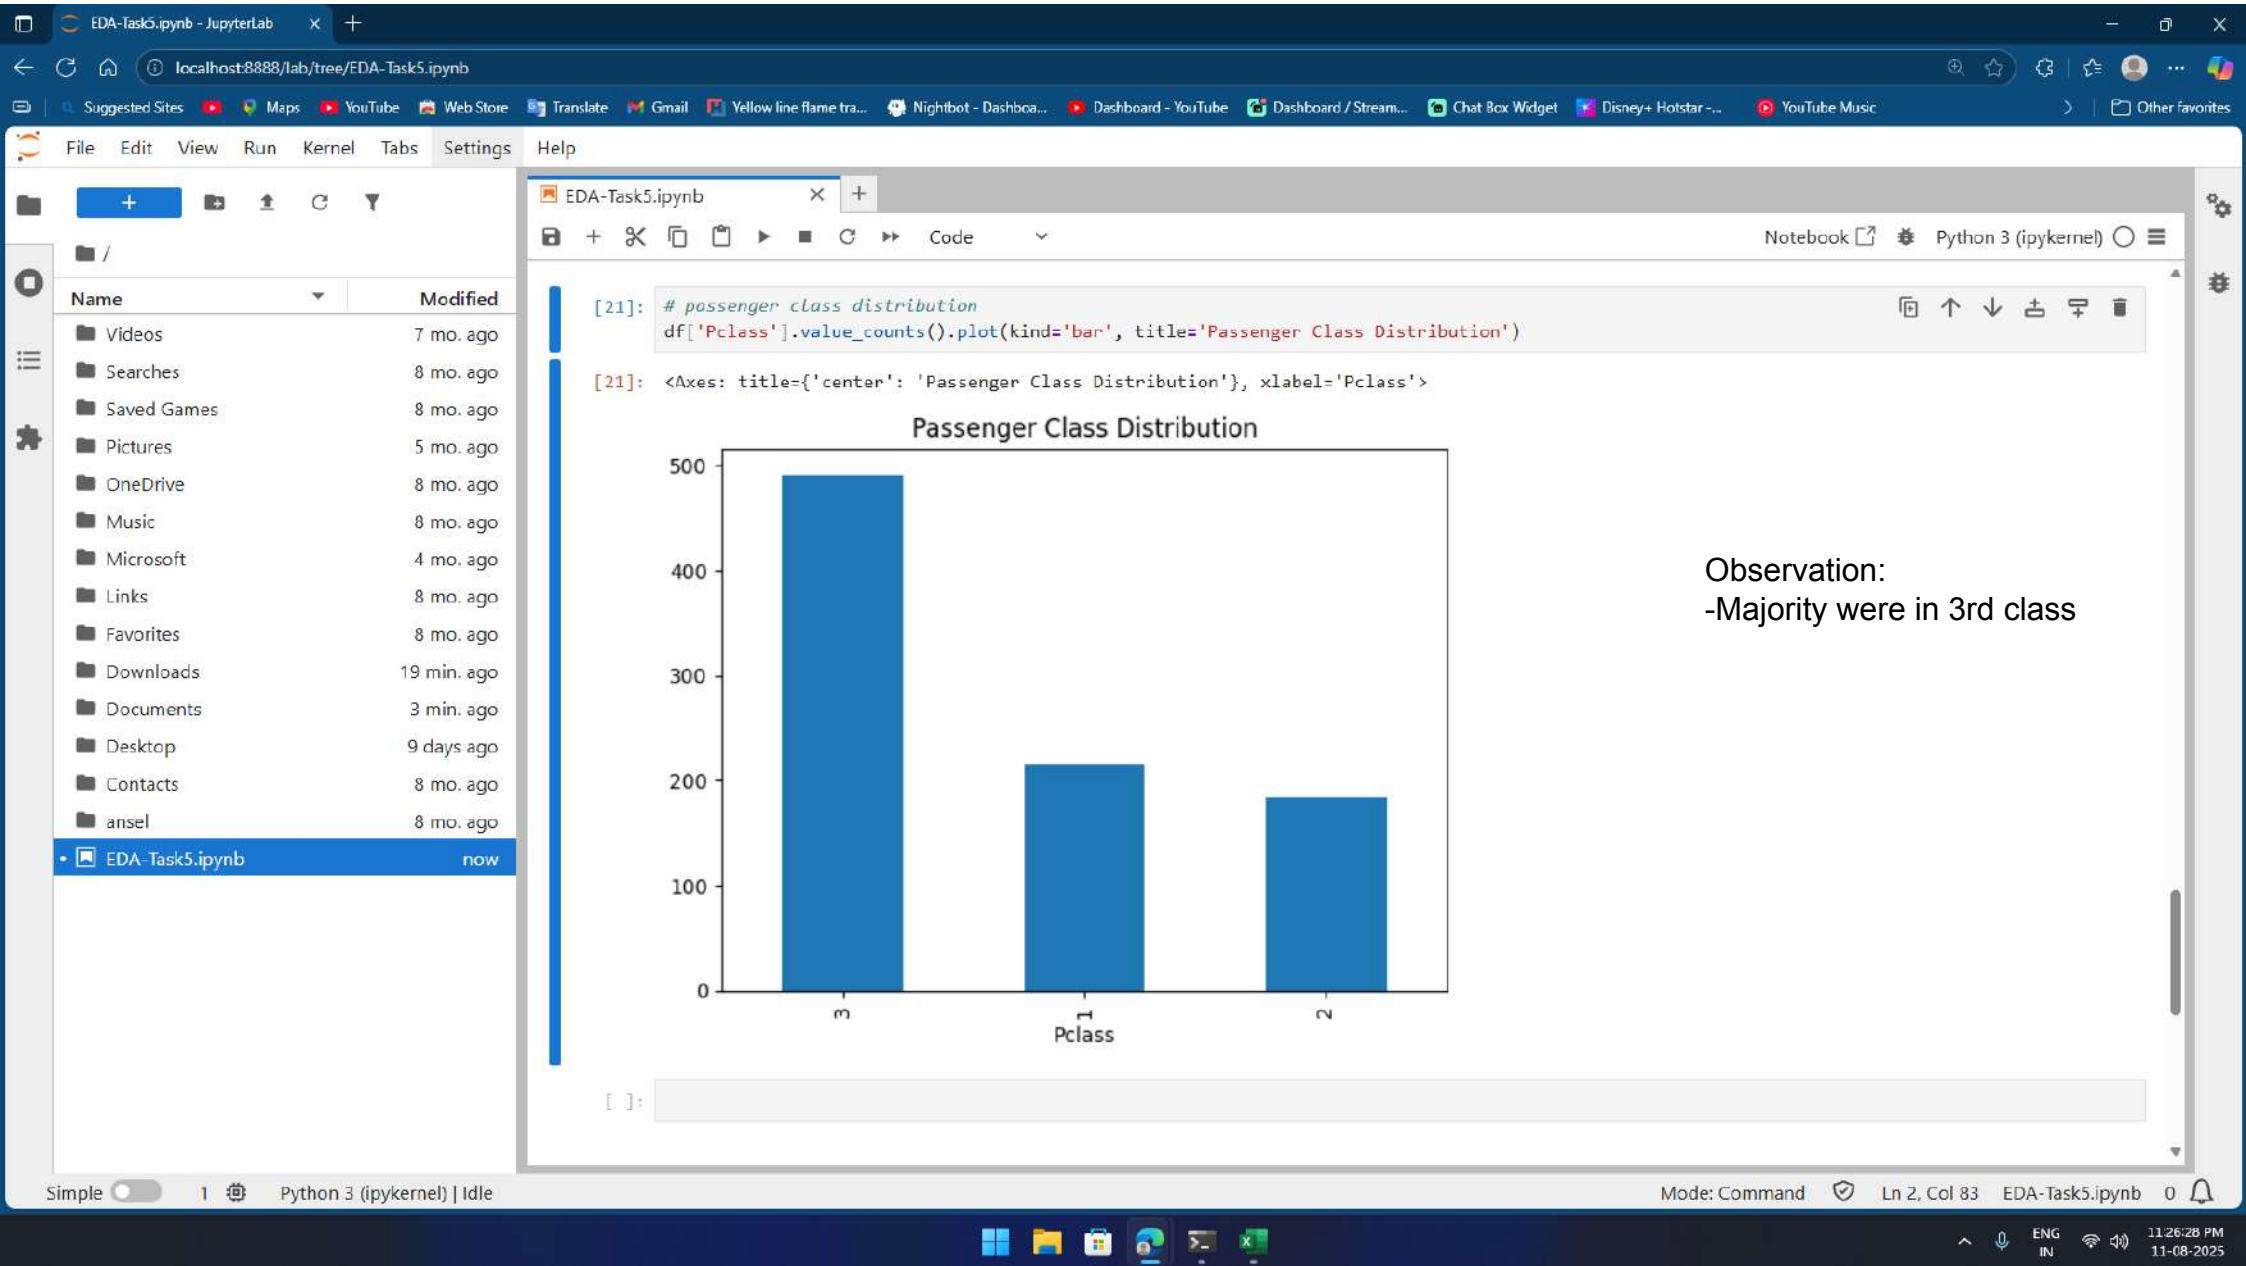 EDA-Task5.ipynb - JupyterLab
localhost:8888/lab/tree/EDA-Task5.ipynb
Suggested Sites Maps YouTube Web Store Translate Gmail Yellow line flame tra... Nightbot - Dashboa... Dashboard - YouTube Dashboard / Stream... Chat Box Widget Disney+ Hotstar -... YouTube Music Other favorites
File Edit View Run Kernel Tabs Settings Help
EDA-Task5.ipynb
Code Notebook Python 3 (ipykernel)
/
Name Modified
Videos 7 mo. ago
Searches 8 mo. ago
Saved Games 8 mo. ago
Pictures 5 mo. ago
OneDrive 8 mo. ago
Music 8 mo. ago
Microsoft 4 mo. ago
Links 8 mo. ago
Favorites 8 mo. ago
Downloads 19 min. ago
Documents 3 min. ago
Desktop 9 days ago
Contacts 8 mo. ago
ansel 8 mo. ago
EDA-Task5.ipynb now
[21]: # passenger class distribution
df['Pclass'].value_counts().plot(kind='bar', title='Passenger Class Distribution')
[21]: <Axes: title={'center': 'Passenger Class Distribution'}, xlabel='Pclass'>
Passenger Class Distribution
500
400
300
200
100
0
3 1 2
Pclass
Observation:
-Majority were in 3rd class
[ ]:
Simple 1 Python 3 (ipykernel) | Idle Mode: Command Ln 2, Col 83 EDA-Task5.ipynb 0
ENG
IN
11:26:28 PM
11-08-2025